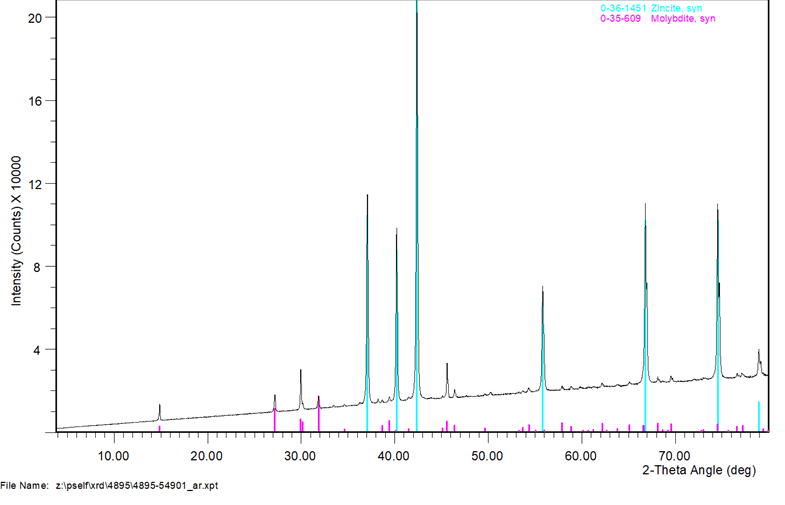 0-36-1451 Zincite, syn
0-35-609 Molybdite, syn
20
16
12
8
4
Intensity (Counts) X 10000
10.00 20.00 30.00 40.00 50.00 60.00 70.00
2-Theta Angle (deg)
File Name: z:\pself\xrd\4895\4895-54901_ar.xpt